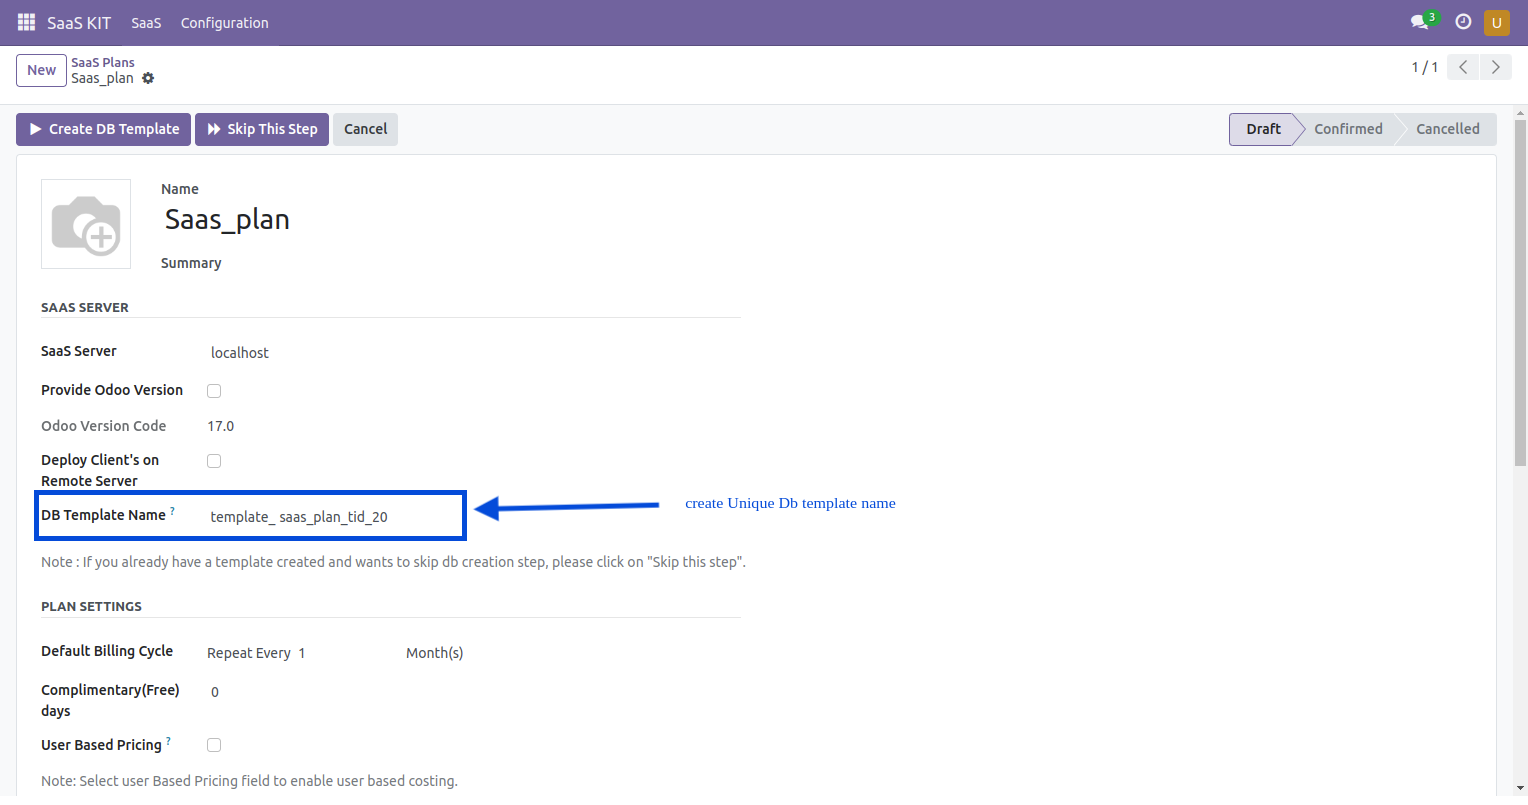 SaaS KIT SaaS Configuration 3 U
New SaaS Plans
Saas_plan 1 / 1
Create DB Template Skip This Step Cancel Draft Confirmed Cancelled
Name
Saas_plan
Summary
SAAS SERVER
SaaS Server localhost
Provide Odoo Version
Odoo Version Code 17.0
Deploy Client's on
Remote Server
DB Template Name ? template_ saas_plan_tid_20 create Unique Db template name
Note : If you already have a template created and wants to skip db creation step, please click on "Skip this step".
PLAN SETTINGS
Default Billing Cycle Repeat Every 1 Month(s)
Complimentary(Free) 0
days
User Based Pricing ?
Note: Select user Based Pricing field to enable user based costing.